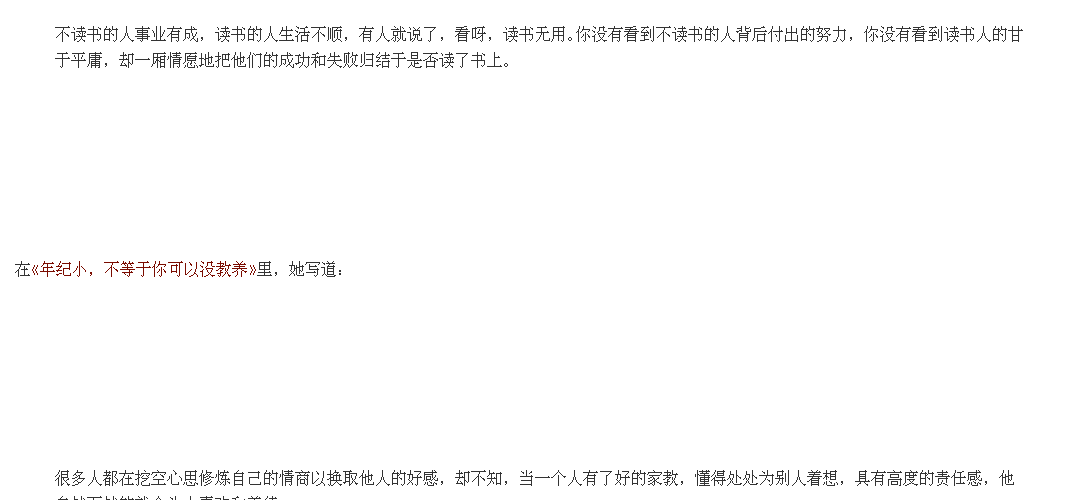 不读书的人事业有成，读书的人生活不顺，有人就说了，看呀，读书无用。你没有看到不读书的人背后付出的努力，你没有看到读书人的甘
于平庸，却一厢情愿地把他们的成功和失败归结于是否读了书上。
在《年纪小，不等于你可以没教养》里，她写道：
很多人都在挖空心思修炼自己的情商以换取他人的好感，却不知，当一个人有了好的家教，懂得处处为别人着想，具有高度的责任感，他